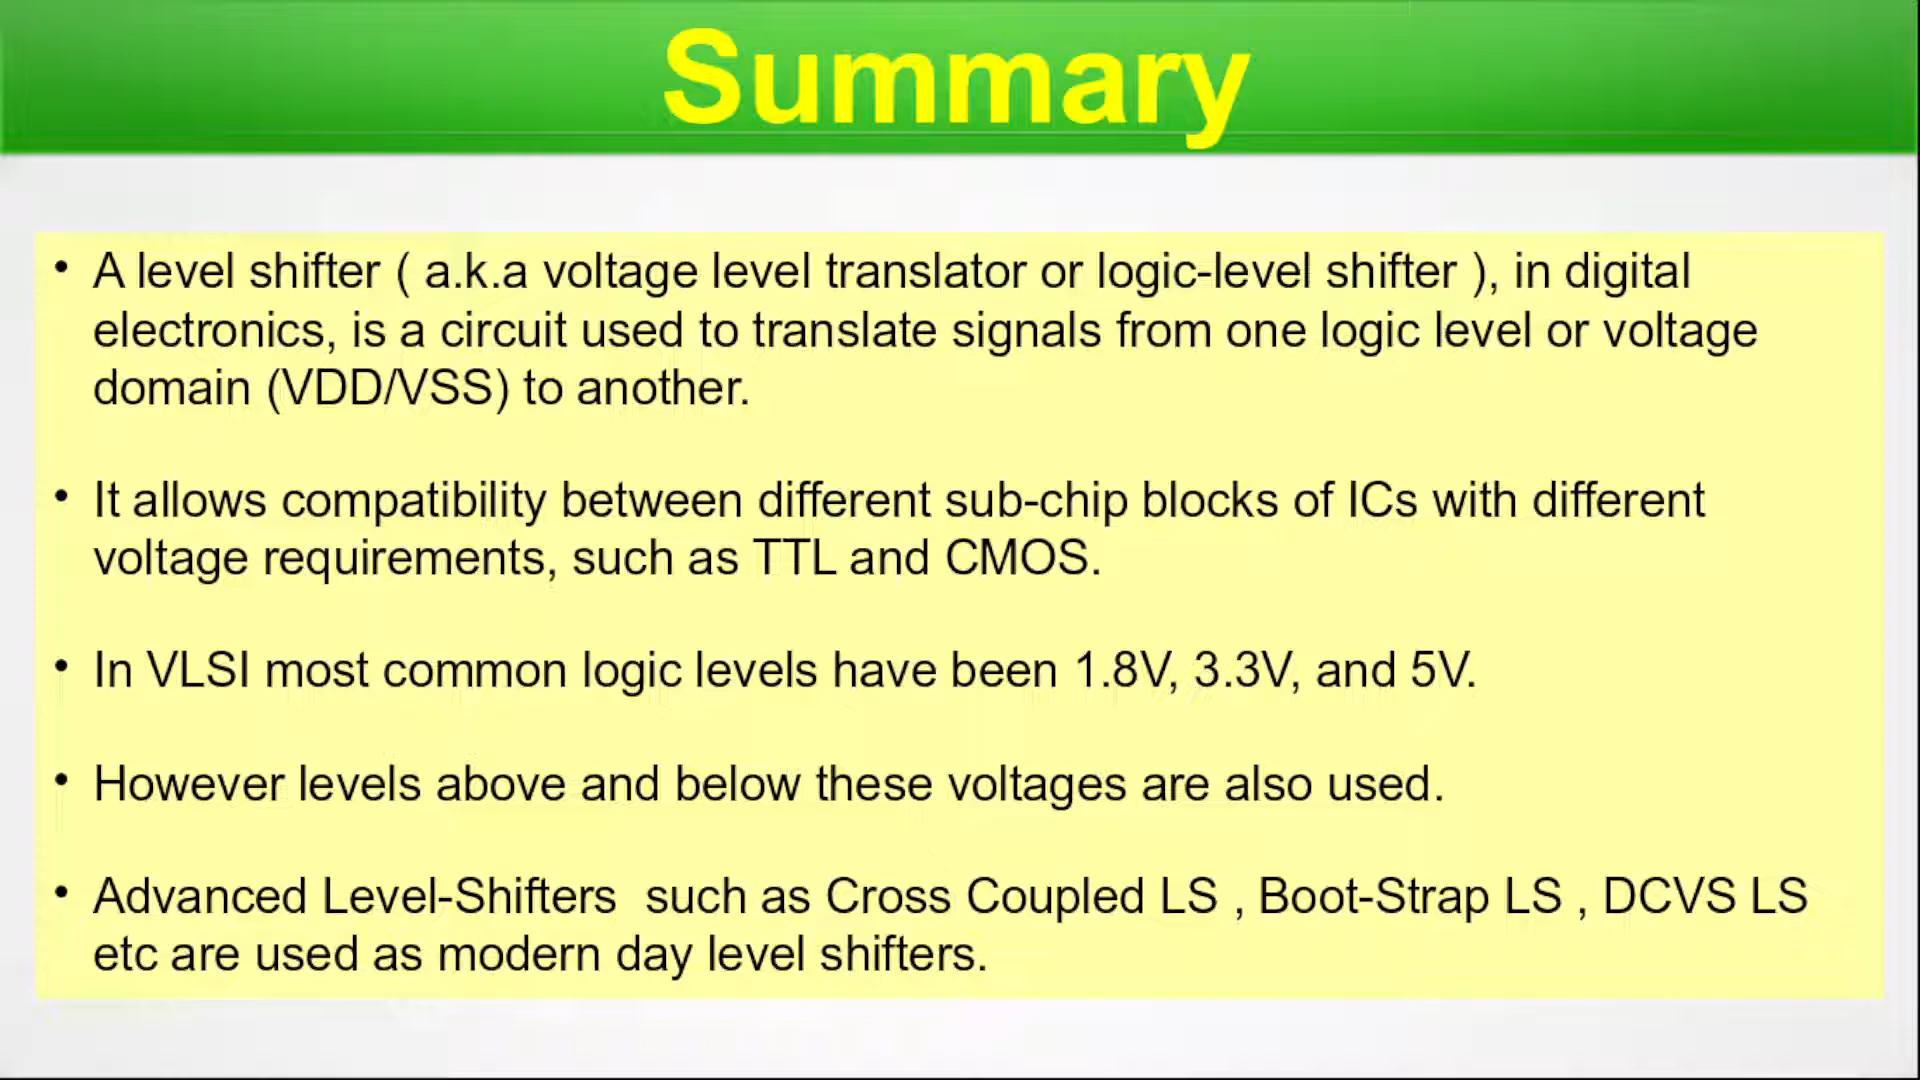 Summary
• A level shifter ( a.k.a voltage level translator or logic-level shifter ), in digital
electronics, is a circuit used to translate signals from one logic level or voltage
domain (VDD/VSS) to another.
• It allows compatibility between different sub-chip blocks of ICs with different
voltage requirements, such as TTL and CMOS.
• In VLSI most common logic levels have been 1.8V, 3.3V, and 5V.
• However levels above and below these voltages are also used.
• Advanced Level-Shifters  such as Cross Coupled LS , Boot-Strap LS , DCVS LS
etc are used as modern day level shifters.